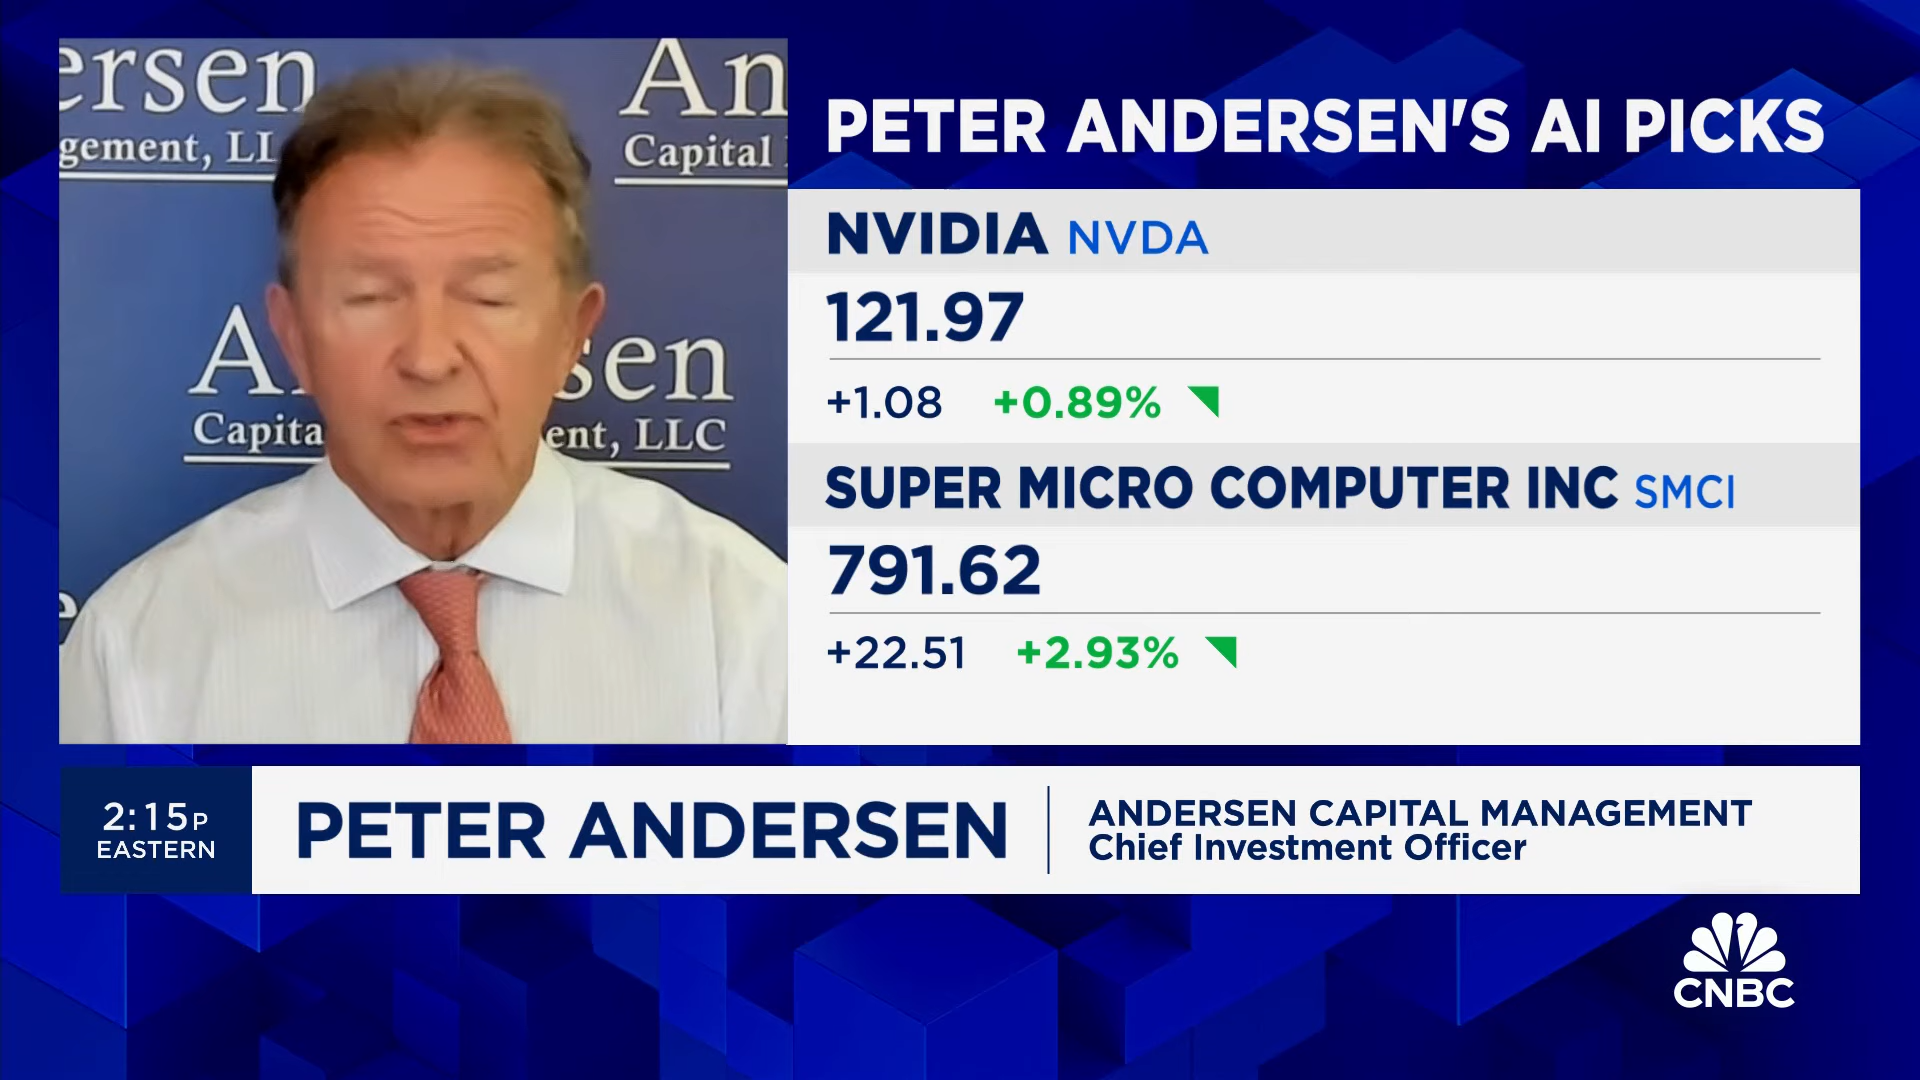 ersen
gement, LL
An
Capital
A
sen
Capita
ent, LLC
e
PETER ANDERSEN'S AI PICKS
NVIDIA NVDA
121.97
+1.08 +0.89%
SUPER MICRO COMPUTER INC SMCI
791.62
+22.51 +2.93%
2:15P
EASTERN
PETER ANDERSEN
ANDERSEN CAPITAL MANAGEMENT
Chief Investment Officer
CNBC